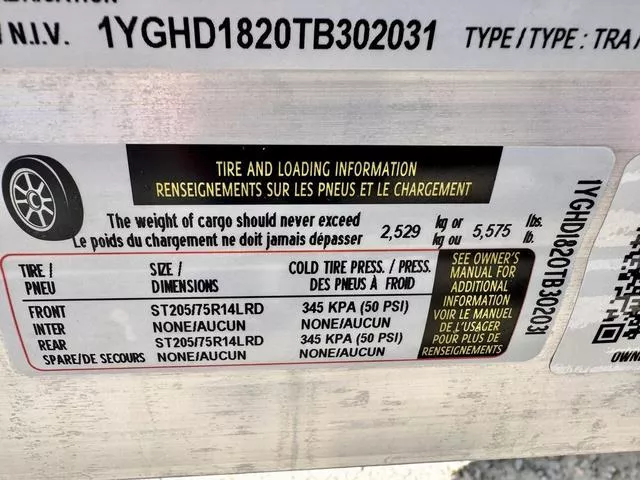 N.I.V. 1YGHD1820TB302031 TYPE / TYPE : TRA/
TIRE AND LOADING INFORMATION
RENSEIGNEMENTS SUR LES PNEUS ET LE CHARGEMENT
The weight of cargo should never exceed
Le poids du chargement ne doit jamais dépasser
2,529 kg or
kg ou 5,575 lbs.
lb.
TIRE /
PNEU
SIZE /
DIMENSIONS
COLD TIRE PRESS. / PRESS.
DES PNEUS À FROID
FRONT ST205/75R14LRD 345 KPA (50 PSI)
INTER NONE/AUCUN NONE/AUCUN
REAR ST205/75R14LRD 345 KPA (50 PSI)
SPARE/DE SECOURS NONE/AUCUN NONE/AUCUN
SEE OWNER'S
MANUAL FOR
ADDITIONAL
INFORMATION
VOIR LE MANUEL
DE L'USAGER
POUR PLUS DE
RENSEIGNEMENTS
1YGHD1820TB302031
OWN